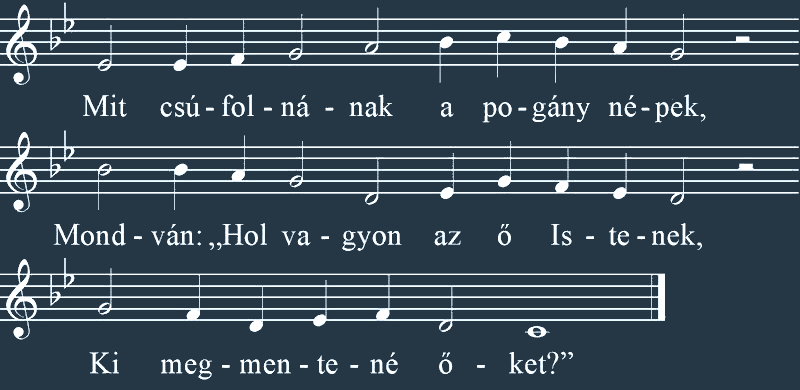 Mit csú-fol-ná-nak a po-gány né-pek,
Mond-ván: „Hol va-gyon az ő Is-te-nek,
Ki meg-men-te-né ő-ket?”